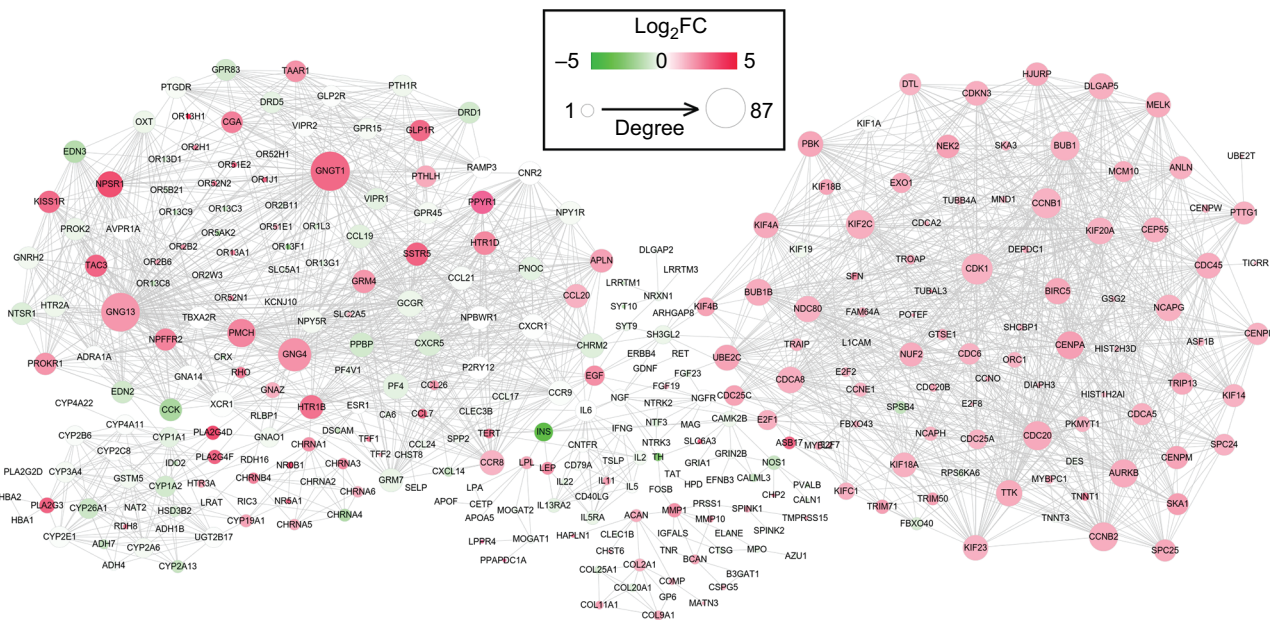 Log₂FC
–5 0 5
1 87
Degree
GPR83
TAAR1
PTGDR
GLP2R
PTH1R
DRD5
OR13H1
DRD1
OXT
CGA
VIPR2
GPR15
GLP1R
EDN3
OR2H1
OR13D1
OR52H1
OR51E2
RAMP3
CNR2
NPSR1
OR52N2
OR1J1
GNGT1
PTHLH
OR5B21
KISS1R
OR13C9
OR13C3
OR2B11
VIPR1
GPR45
PPYR1
NPY1R
PROK2
AVPR1A
OR5AK2
OR51E1
OR1L3
CCL19
HTR1D
GNRH2
OR2B2
OR13A1
OR13F1
SSTR5
TAC3
OR2B6
OR13G1
SLC5A1
OR2W3
OR13C8
GRM4
CCL21
PNOC
APLN
NTSR1
HTR2A
OR52N1
KCNJ10
GCGR
CCL20
GNG13
TBXA2R
NPY5R
SLC2A5
NPBWR1
CXCR1
NPFFR2
PMCH
PPBP
CXCR5
CHRM2
PROKR1
ADRA1A
CRX
GNG4
PF4V1
P2RY12
GNA14
RHO
EGF
EDN2
GNAZ
PF4
CCL26
CCR9
CYP4A22
CCK
XCR1
HTR1B
ESR1
CA6
CCL7
CCL17
IL6
CYP4A11
RLBP1
CLEC3B
CYP2B6
CYP1A1
PLA2G4D
GNAO1
DSCAM
TFF1
CCL24
TERT
INS
CYP2C8
CHRNA1
TFF2
CHST8
SPP2
CNTFR
PLA2G2D
CYP3A4
IDO2
PLA2G4F
RDH16
NR0B1
CHRNA3
CCR8
LPL
LEP
CD79A
TSLP
GSTM5
CYP1A2
HTR3A
CHRNB4
CHRNA2
GRM7
CXCL14
IL22
IL11
HBA2
PLA2G3
NAT2
LRAT
RIC3
NR5A1
CHRNA6
SELP
LPA
CD40LG
IL5
HBA1
CYP26A1
HSD3B2
APOF
CETP
IL13RA2
RDH8
ADH1B
CYP19A1
CHRNA5
CHRNA4
APOA5
MOGAT2
IL5RA
CYP2E1
ADH7
CYP2A6
UGT2B17
LPPR4
MOGAT1
HAPLN1
ADH4
CYP2A13
PPAPDC1A
DLGAP2
LRRTM3
LRRTM1
NRXN1
SYT10
ARHGAP8
SYT9
SH3GL2
ERBB4
RET
GDNF
FGF23
FGF19
NGF
NTRK2
NGFR
IFNG
NTF3
MAG
CAMK2B
NTRK3
SLC6A3
IL2
TH
GRIN2B
NOS1
GRIA1
TAT
CALML3
PVALB
HPD
EFNB3
CHP2
CALN1
FOSB
PRSS1
SPINK1
TMPRSS15
ACAN
MMP1
MMP10
SPINK2
CLEC1B
IGFALS
ELANE
MPO
CHST6
TNR
CTSG
AZU1
COL25A1
COL2A1
BCAN
B3GAT1
COL20A1
COMP
CSPG5
GP6
MATN3
COL11A1
COL9A1
HJURP
DTL
CDKN3
DLGAP5
MELK
KIF1A
PBK
NEK2
SKA3
BUB1
UBE2T
KIF18B
EXO1
MCM10
ANLN
TUBB4A
MND1
CCNB1
CENPW
PTTG1
KIF4A
KIF2C
CDCA2
KIF20A
CEP55
KIF19
DEPDC1
TROAP
CDK1
CDC45
TICRR
SFN
BUB1B
TUBAL3
BIRC5
KIF4B
NDC80
GSG2
NCAPG
FAM64A
POTEF
GTSE1
SHCBP1
UBE2C
TRAIP
L1CAM
CENPA
HIST2H3D
ASF1B
NUF2
CDC6
ORC1
CDCA8
E2F2
CCNO
TRIP13
CDC25C
CCNE1
CDC20B
DIAPH3
HIST1H2AI
KIF14
SPSB4
E2F8
CDCA5
E2F1
FBXO43
CDC20
PKMYT1
NCAPH
CDC25A
SPC24
ASB17
E2F7
DES
CENPM
KIF18A
RPS6KA6
MYBPC1
AURKB
KIFC1
TTK
TNNT1
SKA1
TRIM71
TRIM50
TNNT3
FBXO40
CCNB2
KIF23
SPC25